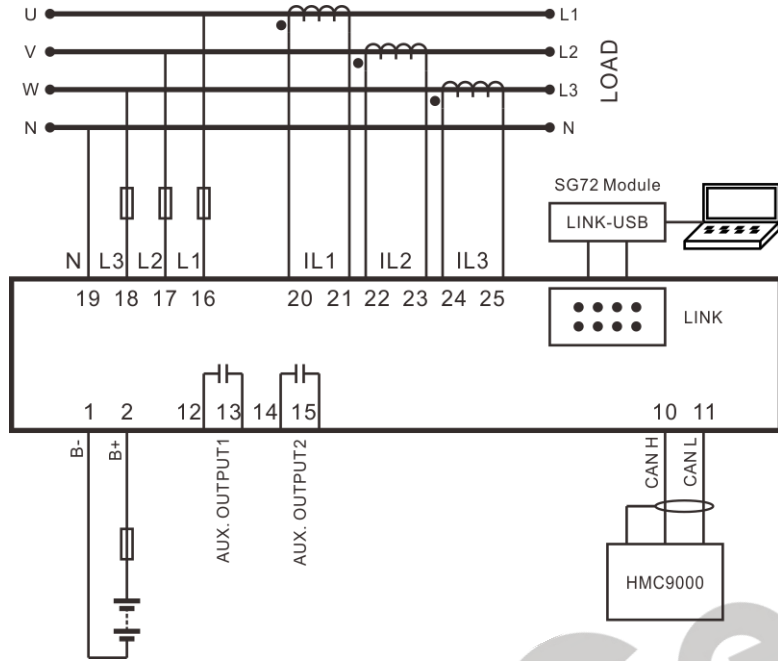 U L1
V L2
W L3
N N
LOAD
SG72 Module
LINK-USB
N L3 L2 L1 IL1 IL2 IL3
19 18 17 16 20 21 22 23 24 25
LINK
1 2 12 13 14 15 10 11
B-
B+
AUX. OUTPUT1
AUX. OUTPUT2
CAN H
CAN L
HMC9000